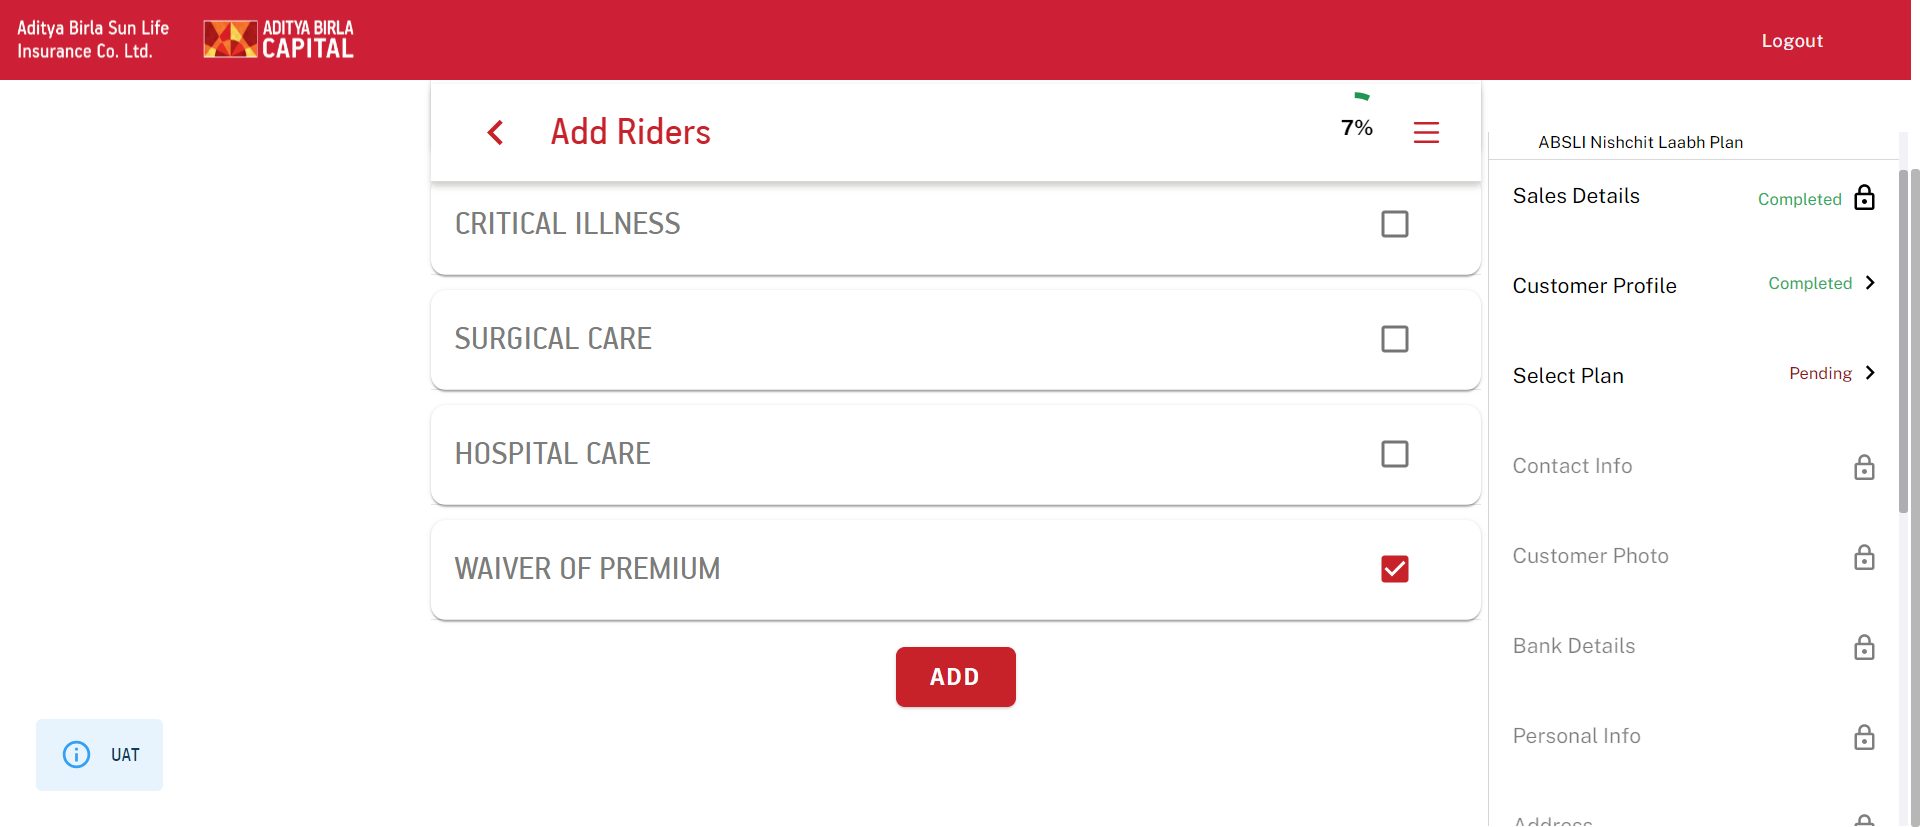 Aditya Birla Sun Life
Insurance Co. Ltd.
ADITYA BIRLA
CAPITAL
Logout
Add Riders
7%
CRITICAL ILLNESS
SURGICAL CARE
HOSPITAL CARE
WAIVER OF PREMIUM
ADD
UAT
ABSLI Nishchit Laabh Plan
Sales Details
Completed
Customer Profile
Completed
Select Plan
Pending
Contact Info
Customer Photo
Bank Details
Personal Info
Address